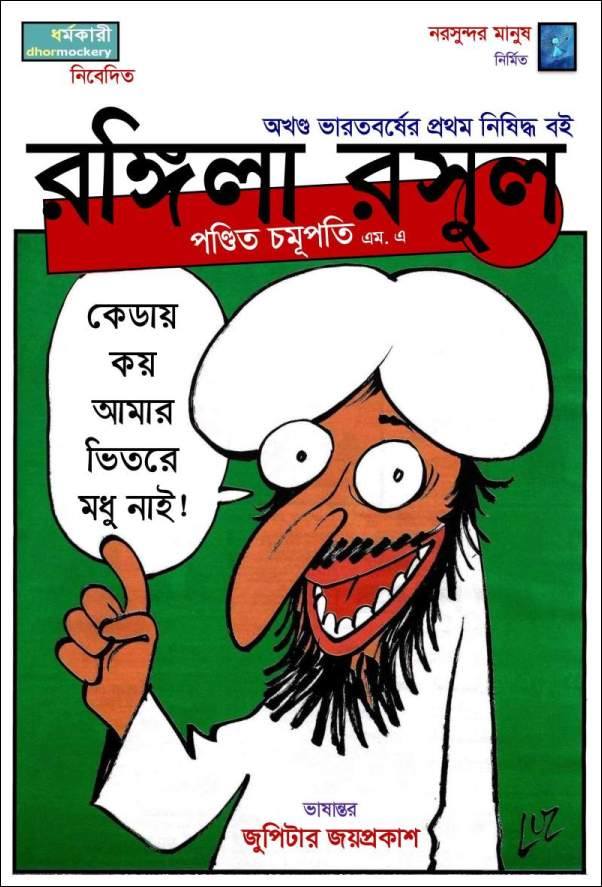 ধর্মকারী
dhormockery
নিবেদিত
নরসুন্দর মানুষ
নির্মিত
অখণ্ড ভারতবর্ষের প্রথম নিষিদ্ধ বই
রঙ্গিলা রসুল
পণ্ডিত চমূপতি এম. এ
কেডায়
কয়
আমার
ভিতরে
মধু নাই!
ভাষান্তর
জুপিটার জয়প্রকাশ
Luz